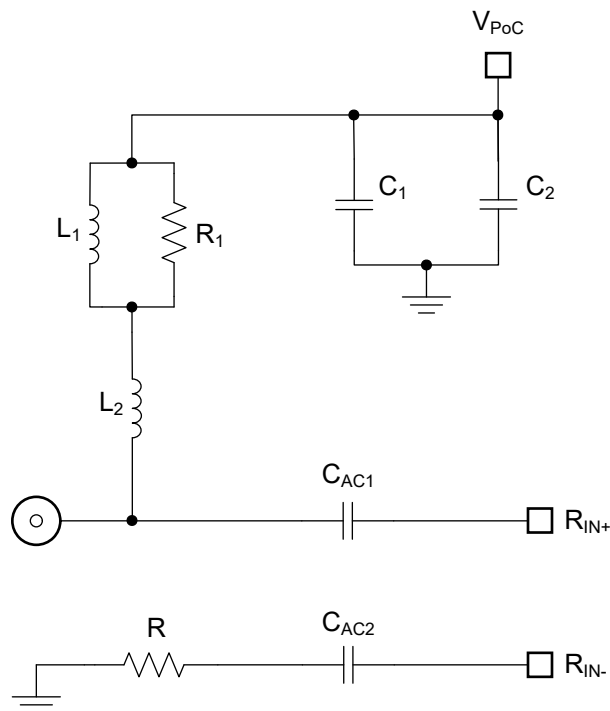 V_PoC
C_1
C_2
L_1
R_1
L_2
C_AC1
R_IN+
R
C_AC2
R_IN-